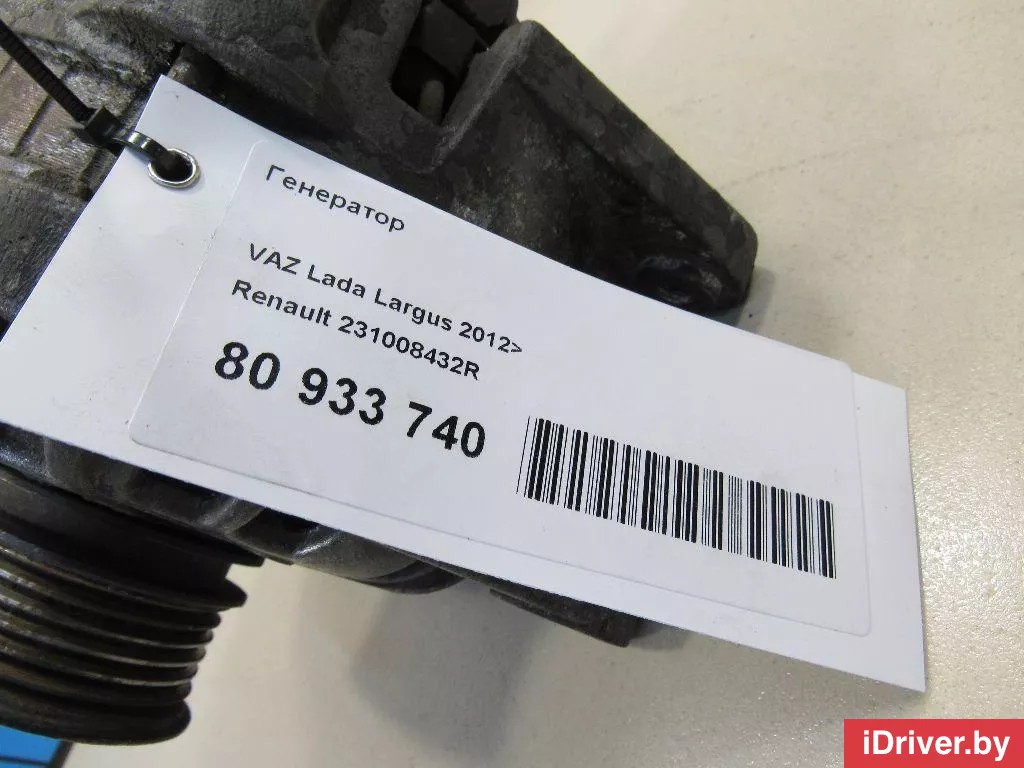 Генератор
VAZ Lada Largus 2012>
Renault 231008432R
80 933 740
iDriver.by